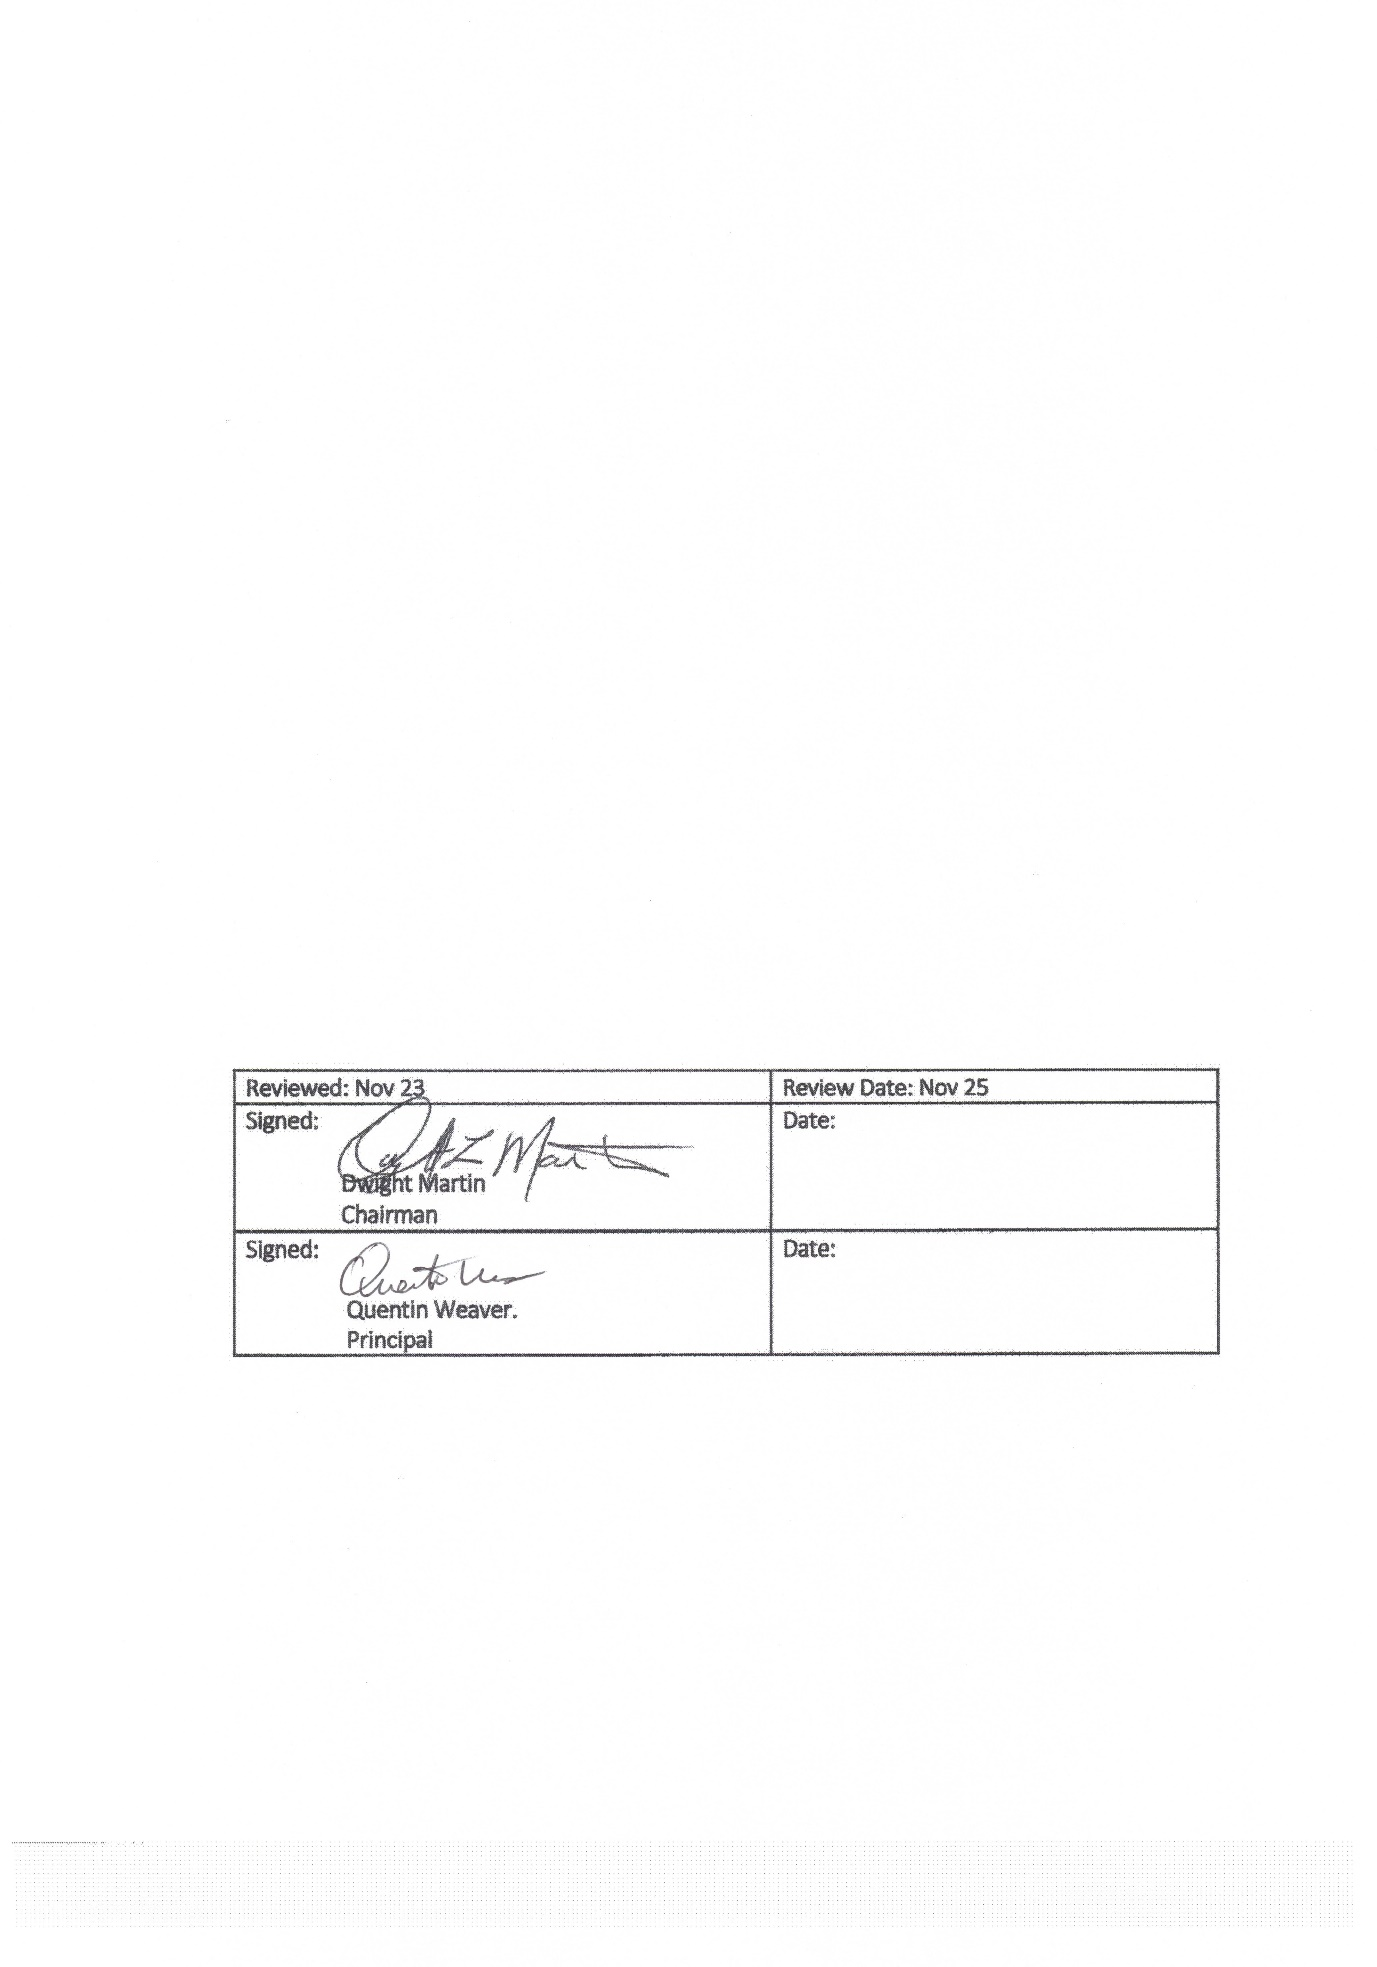 Reviewed: Nov 23
Review Date: Nov 25
Signed:
Date:
Dwight Martin
Chairman
Signed:
Date:
Quentin Weaver.
Principal